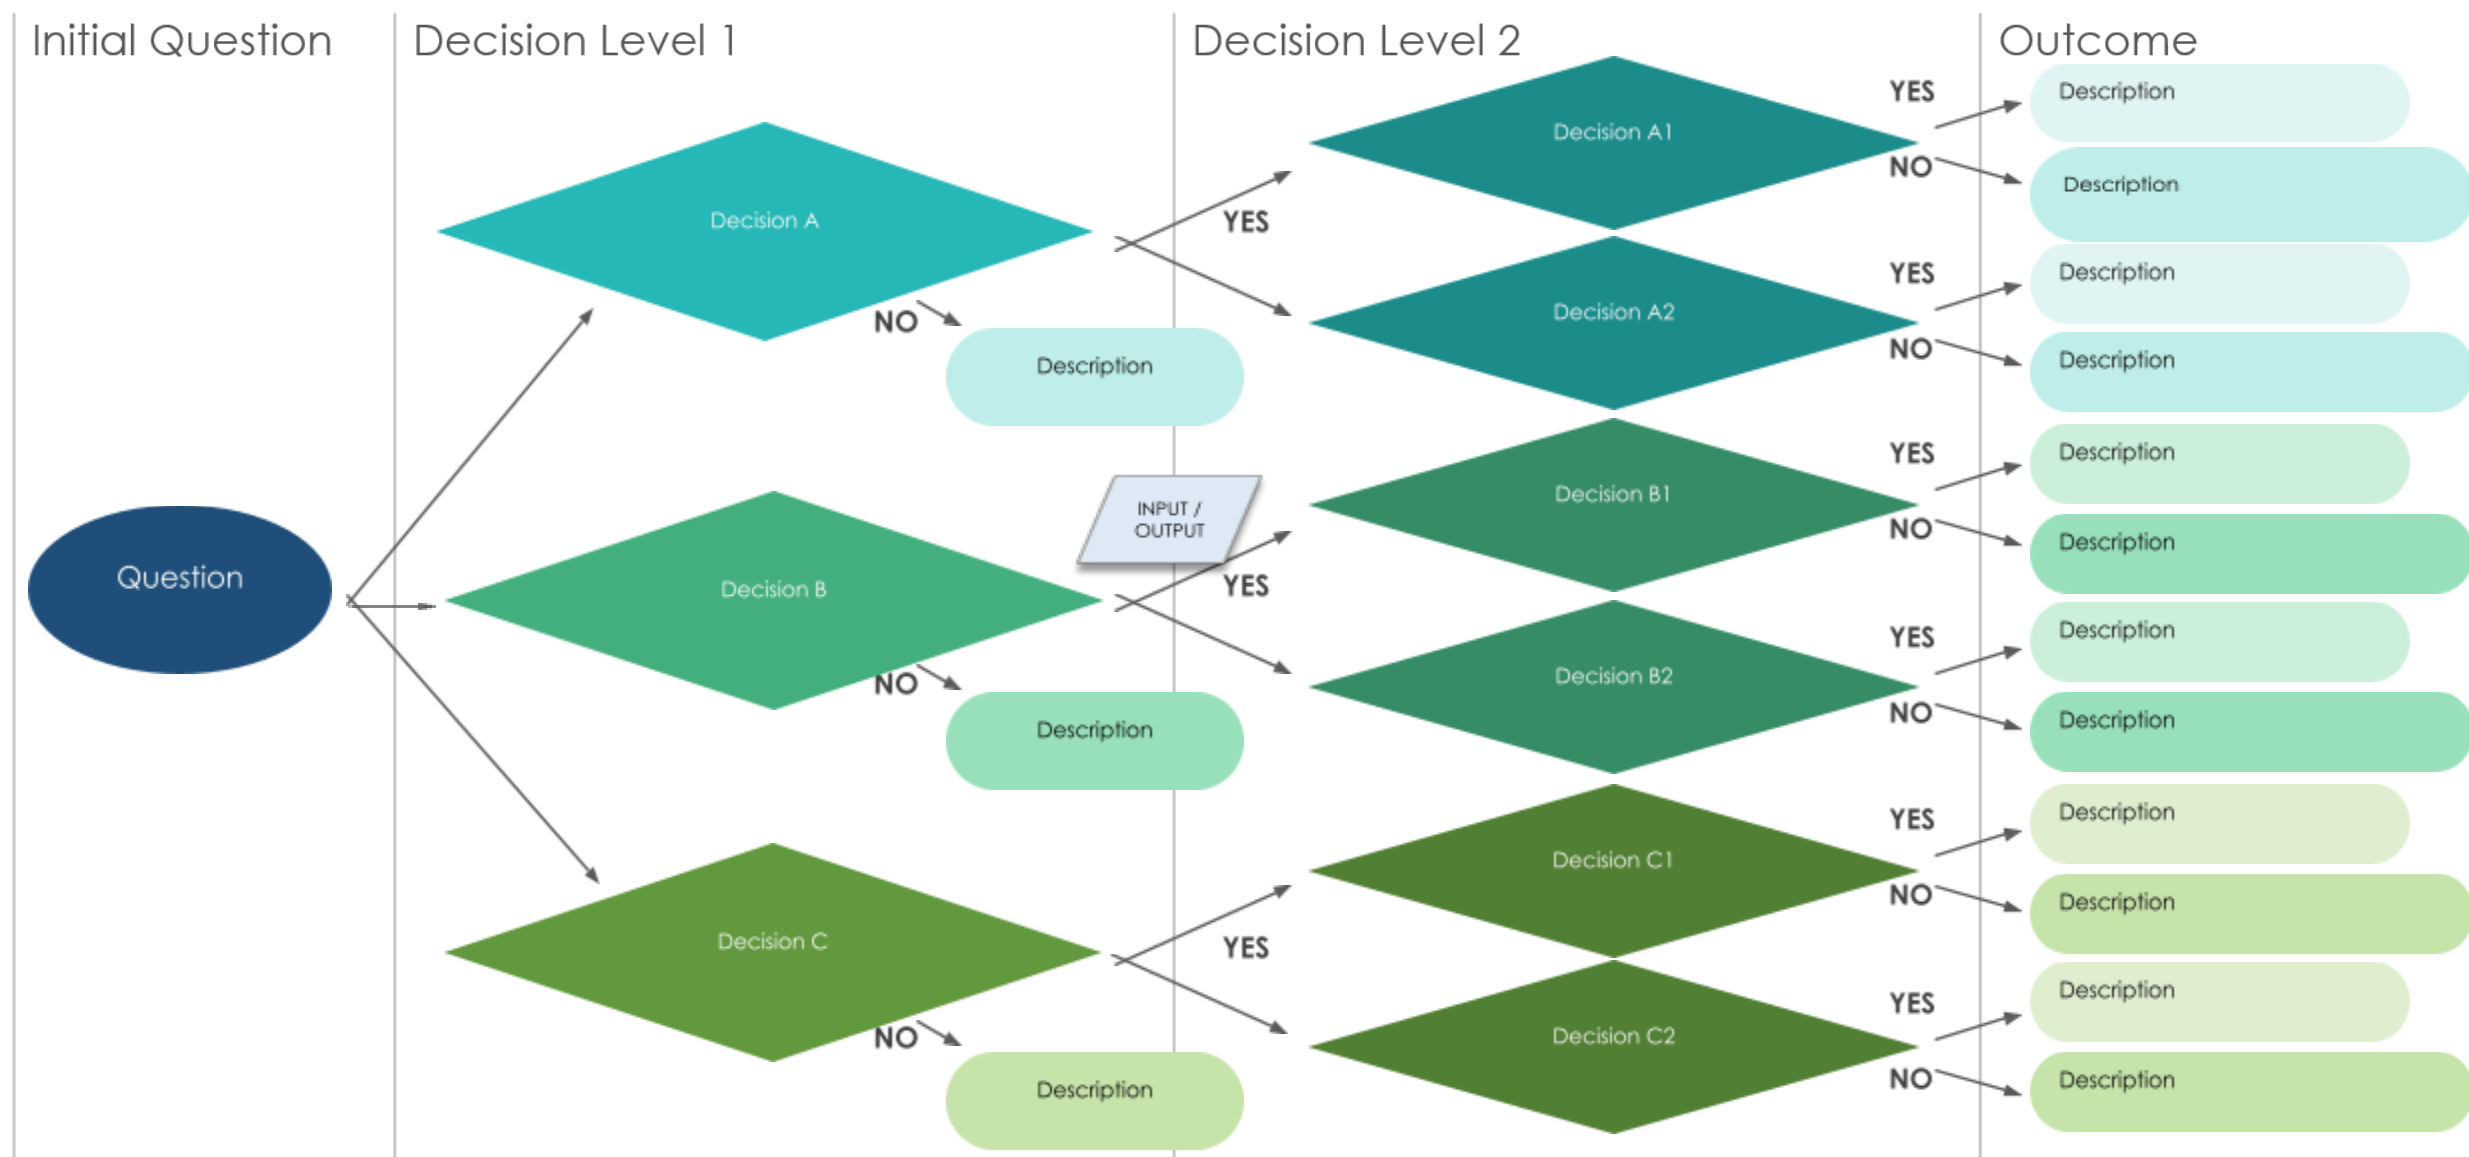 Initial Question
Decision Level 1
Decision Level 2
Outcome
Question
Decision A
YES
NO
Description
Decision B
INPUT /
OUTPUT
YES
NO
Description
Decision C
YES
NO
Description
Decision A1
YES
Description
NO
Description
Decision A2
YES
Description
NO
Description
Decision B1
YES
Description
NO
Description
Decision B2
YES
Description
NO
Description
Decision C1
YES
Description
NO
Description
Decision C2
YES
Description
NO
Description